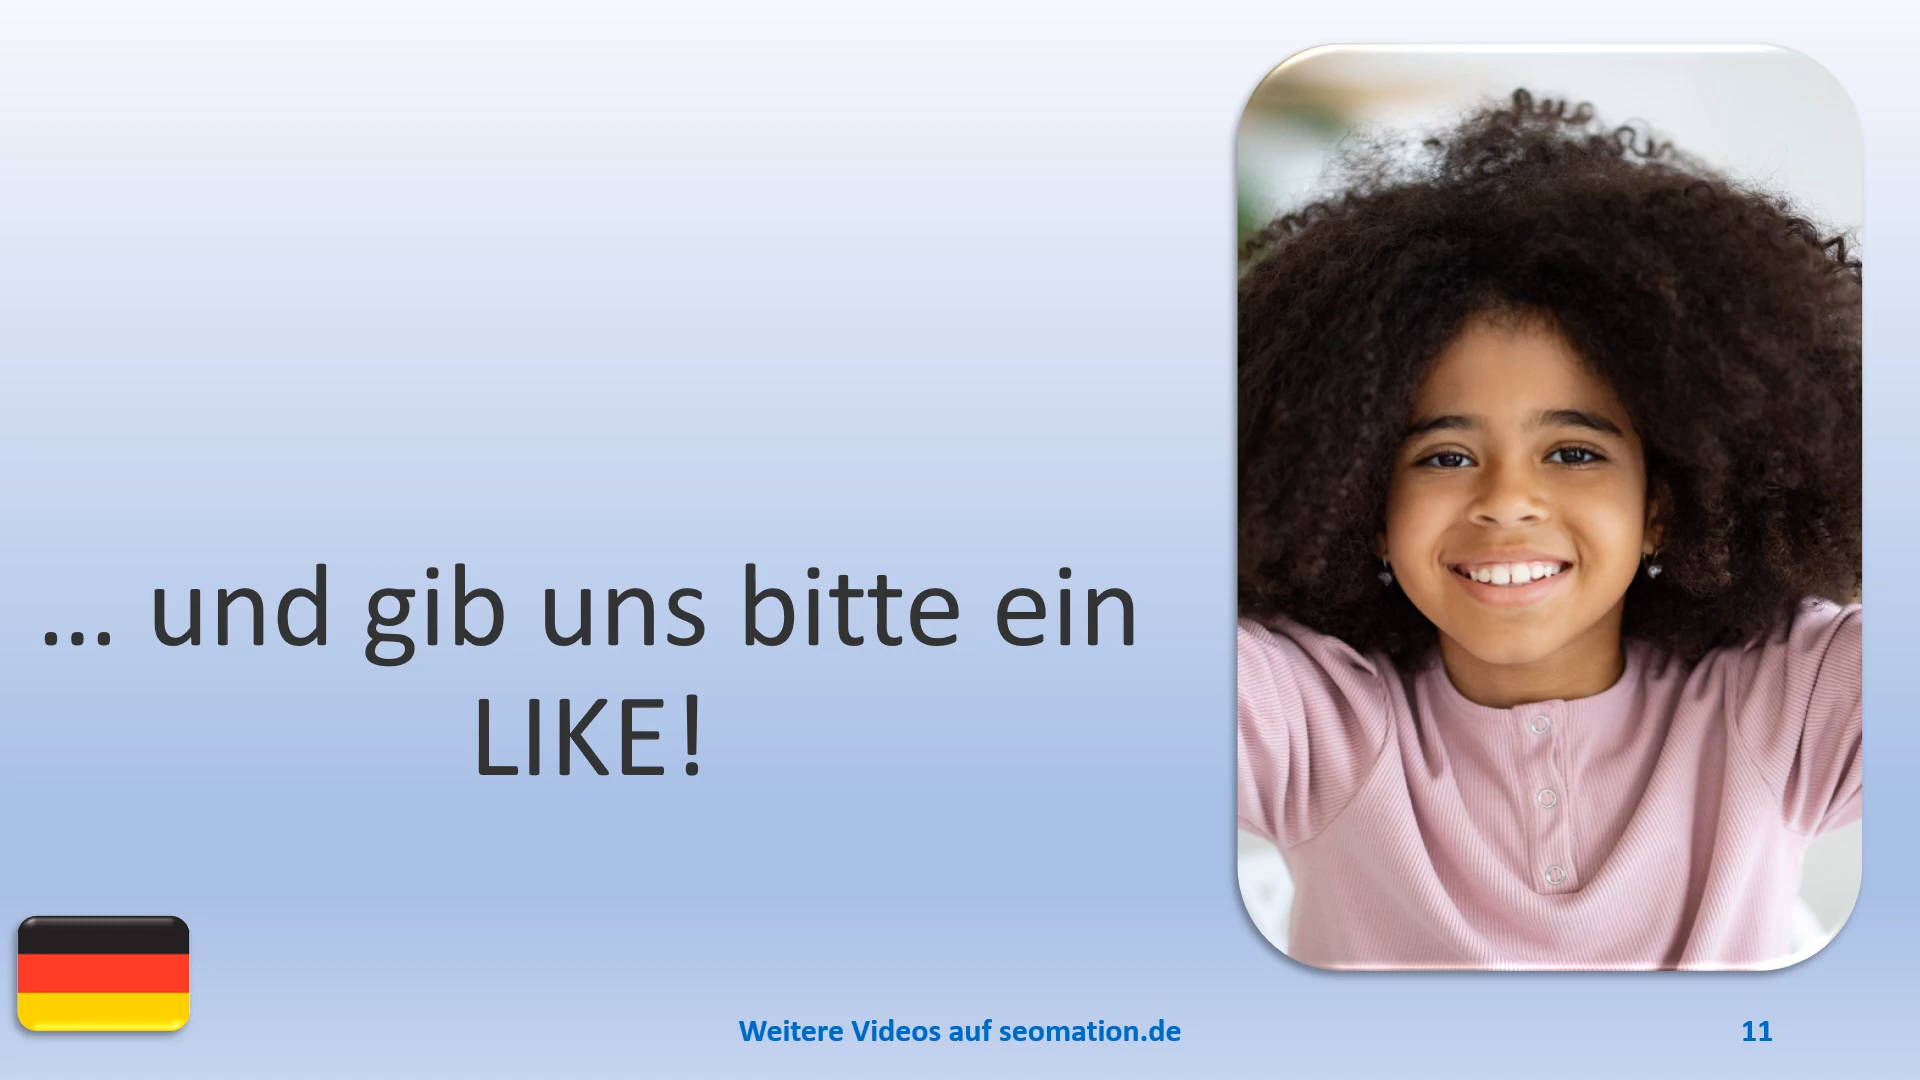 ... und gib uns bitte ein
LIKE!
Weitere Videos auf seomation.de
11